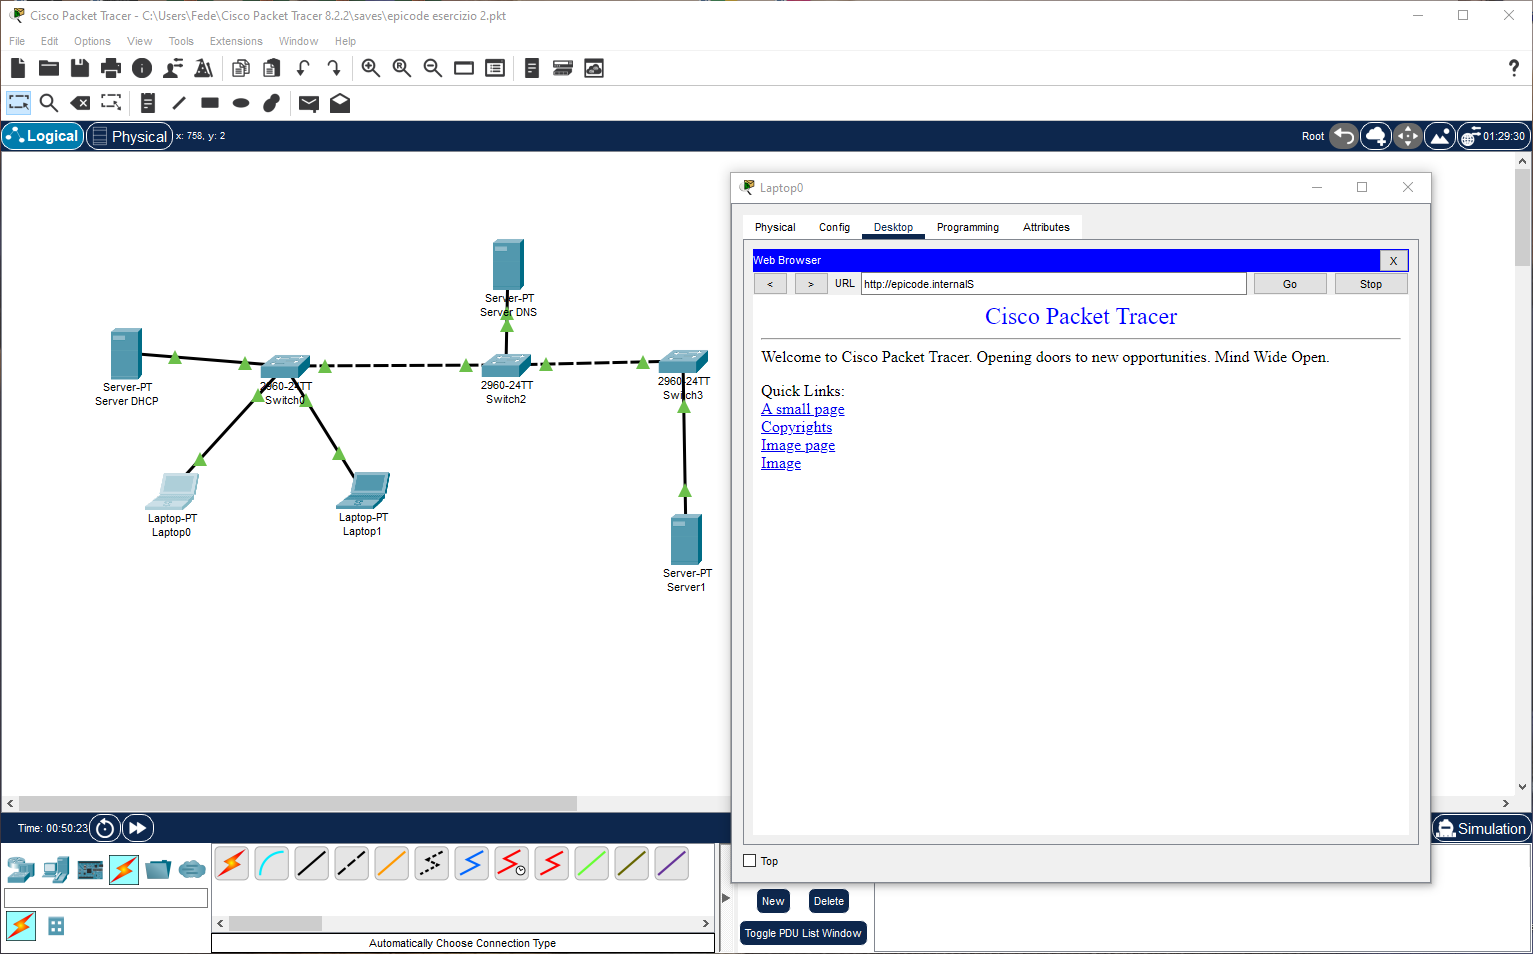 Cisco Packet Tracer - C:\Users\Fede\Cisco Packet Tracer 8.2.2\saves\epicode esercizio 2.pkt
File Edit Options View Tools Extensions Window Help
?
Logical Physical x: 758, y: 2 Root 01:29:30
Laptop0
Physical Config Desktop Programming Attributes
Web Browser X
< > URL http://epicode.internalS Go Stop
Cisco Packet Tracer
Welcome to Cisco Packet Tracer. Opening doors to new opportunities. Mind Wide Open.
Quick Links:
A small page
Copyrights
Image page
Image
Top
Server-PT
Server DNS
Server-PT
Server DHCP
2960-24TT
Switch0
2960-24TT
Switch2
2960-24TT
Switch3
Laptop-PT
Laptop0
Laptop-PT
Laptop1
Server-PT
Server1
Time: 00:50:23
Simulation
New Delete
Toggle PDU List Window
Automatically Choose Connection Type